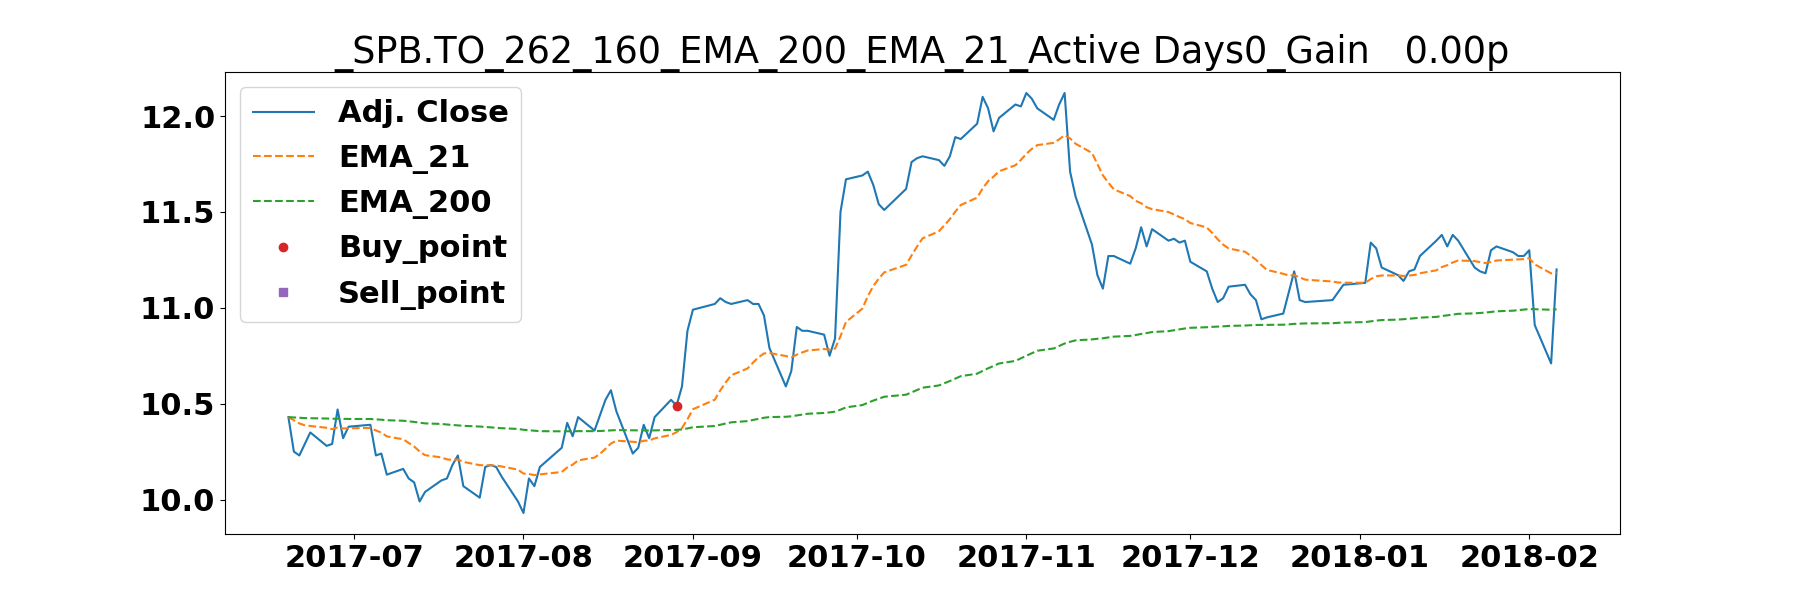 _SPB.TO_262_160_EMA_200_EMA_21_Active Days0_Gain   0.00p
Adj. Close
EMA_21
EMA_200
Buy_point
Sell_point
12.0
11.5
11.0
10.5
10.0
2017-07 2017-08 2017-09 2017-10 2017-11 2017-12 2018-01 2018-02